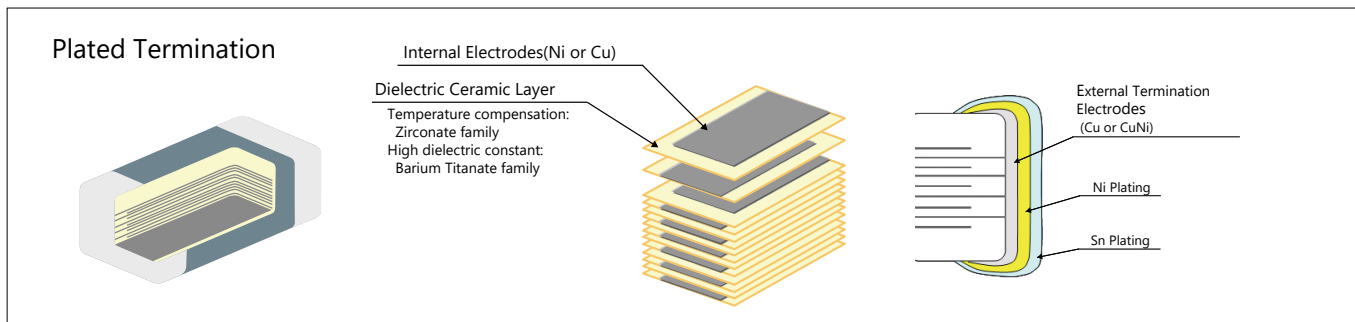 Plated Termination
Internal Electrodes(Ni or Cu)
Dielectric Ceramic Layer
Temperature compensation:
Zirconate family
High dielectric constant:
Barium Titanate family
External Termination
Electrodes
(Cu or CuNi)
Ni Plating
Sn Plating